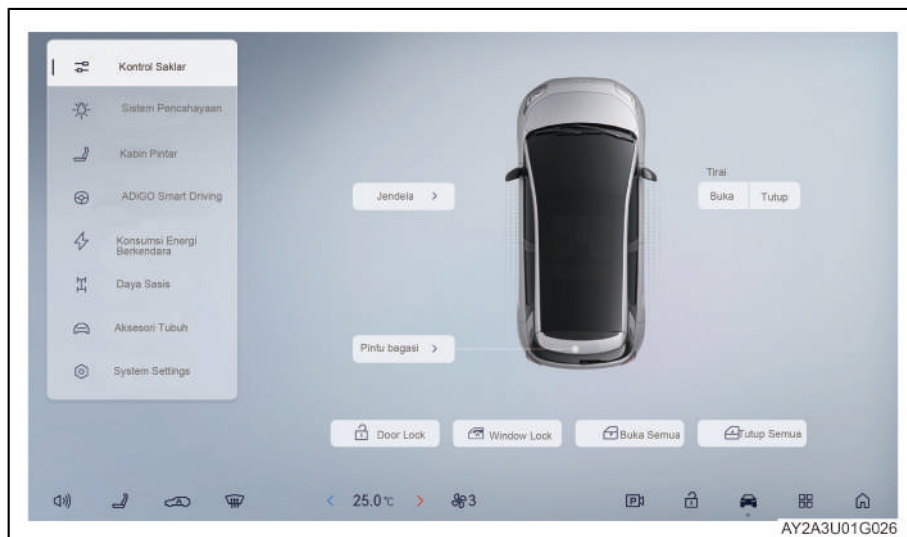 Kontrol Saklar
Sistem Pencahayaan
Kabin Pintar
ADiGO Smart Driving
Konsumsi Energi
Berkendara
Daya Sasis
Aksesori Tubuh
System Settings
Jendela >
Tirai
Buka Tutup
Pintu bagasi >
Door Lock Window Lock Buka Semua Tutup Semua
< 25.0 ℃ > 3 P
AY2A3U01G026